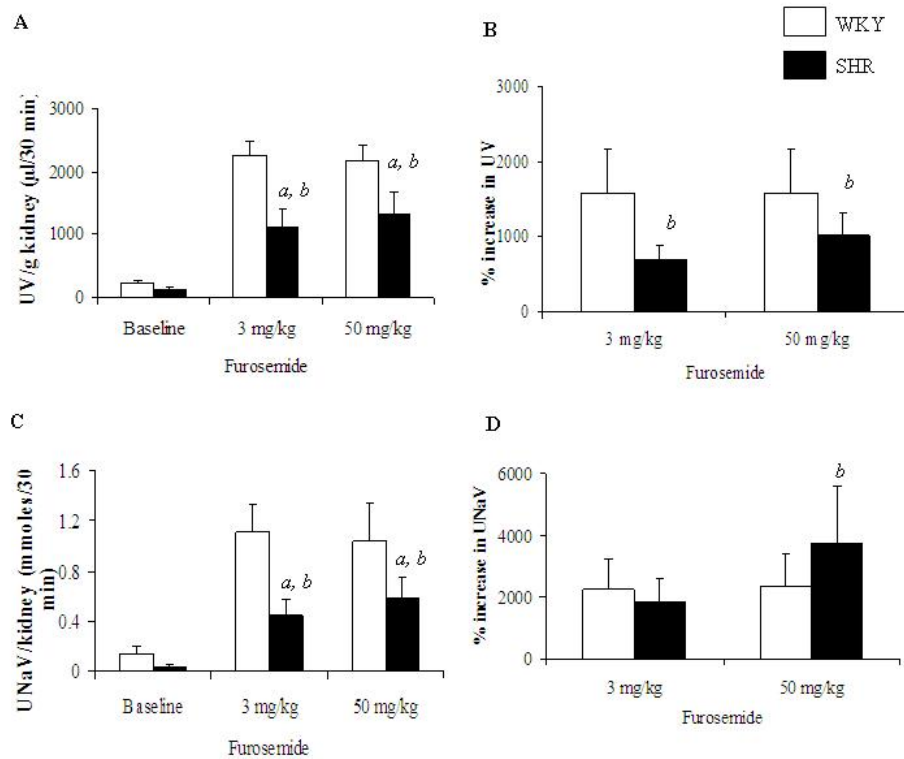 A
B
WKY
SHR
UV/g kidney (µl/30 min)
3000
2000
1000
0
a, b
a, b
Baseline
3 mg/kg
50 mg/kg
Furosemide
% increase in UV
3000
2000
1000
0
b
b
3 mg/kg
50 mg/kg
Furosemide
C
D
UNaV/kidney (mmoles/30
min)
1.6
1.2
0.8
0.4
0
a, b
a, b
Baseline
3 mg/kg
50 mg/kg
Furosemide
% increase in UNaV
6000
4000
2000
0
b
3 mg/kg
50 mg/kg
Furosemide